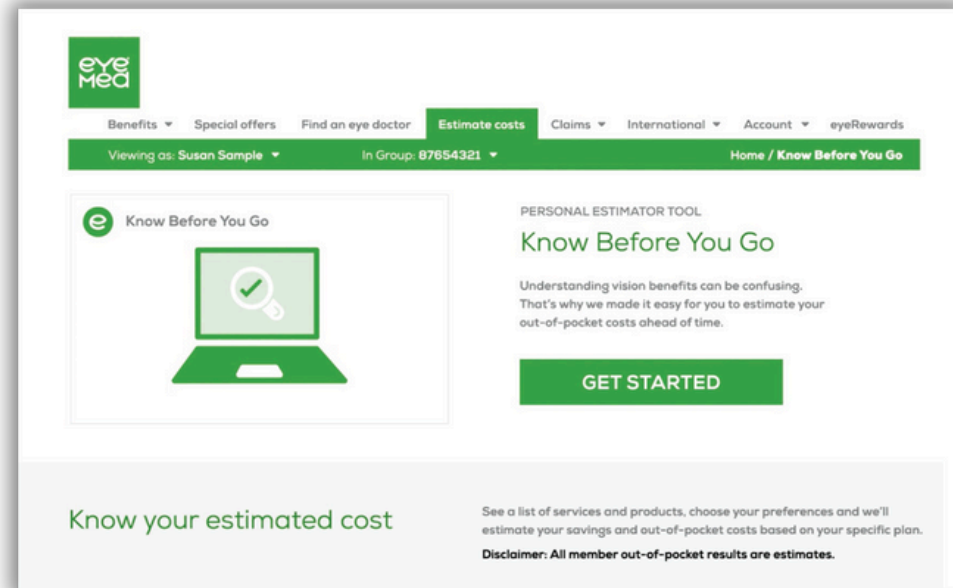 eye
Med
Benefits Special offers Find an eye doctor Estimate costs Claims International Account eyeRewards
Viewing as: Susan Sample In Group: 87654321 Home / Know Before You Go
e Know Before You Go
PERSONAL ESTIMATOR TOOL
Know Before You Go
Understanding vision benefits can be confusing.
That's why we made it easy for you to estimate your
out-of-pocket costs ahead of time.
GET STARTED
Know your estimated cost
See a list of services and products, choose your preferences and we'll
estimate your savings and out-of-pocket costs based on your specific plan.
Disclaimer: All member out-of-pocket results are estimates.